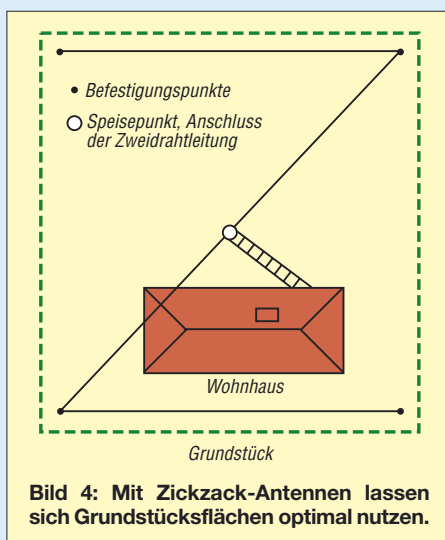 • Befestigungspunkte
Speisepunkt, Anschluss
der Zweidrahtleitung
Wohnhaus
Grundstück
Bild 4: Mit Zickzack-Antennen lassen
sich Grundstücksflächen optimal nutzen.